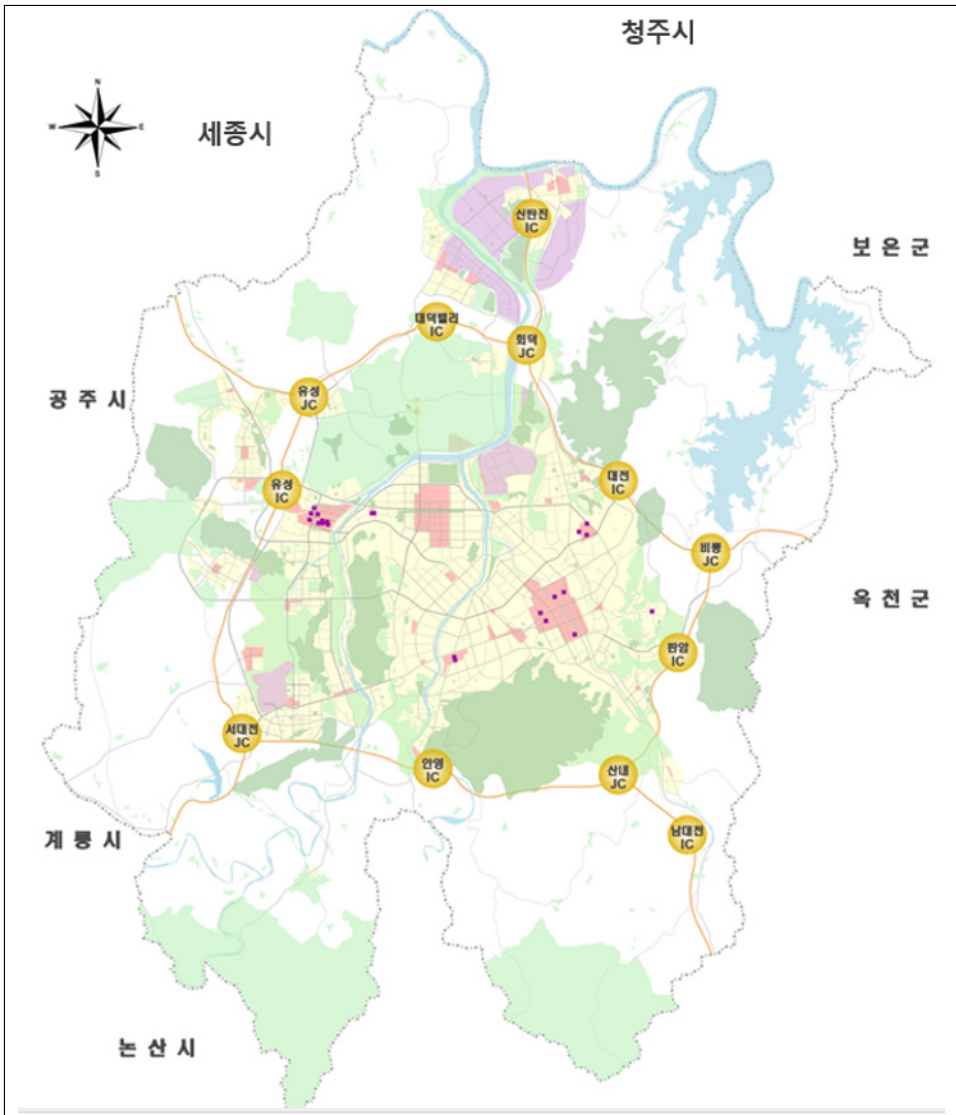 청주시
N
W
E
S
세종시
신탄진
IC
보은군
대덕밸리
IC
회덕
JC
공주시
유성
JC
유성
IC
대전
IC
비룡
JC
옥천군
판암
IC
서대전
JC
안영
IC
산내
JC
계룡시
남대전
IC
논산시